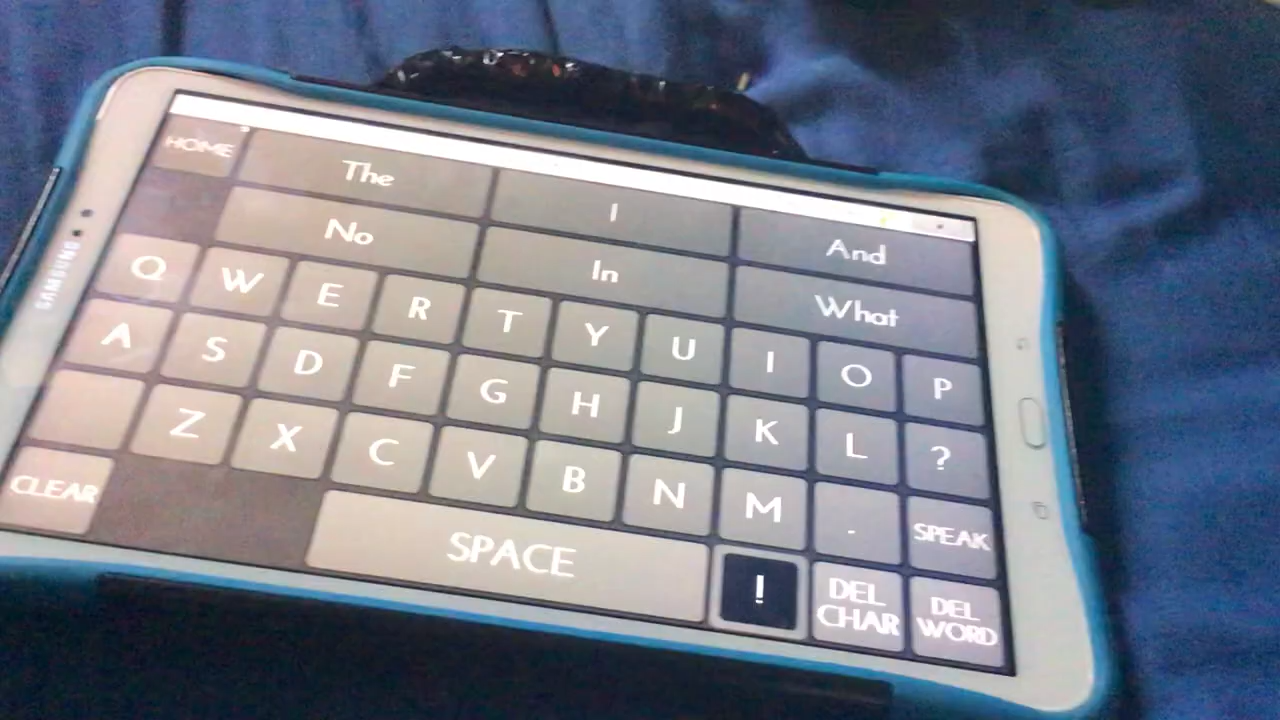 SAMSUNG
HOME The I And
No In What
Q W E R T Y U I O P
A S D F G H J K L ?
Z X C V B N M . SPEAK
CLEAR SPACE ! DEL CHAR DEL WORD